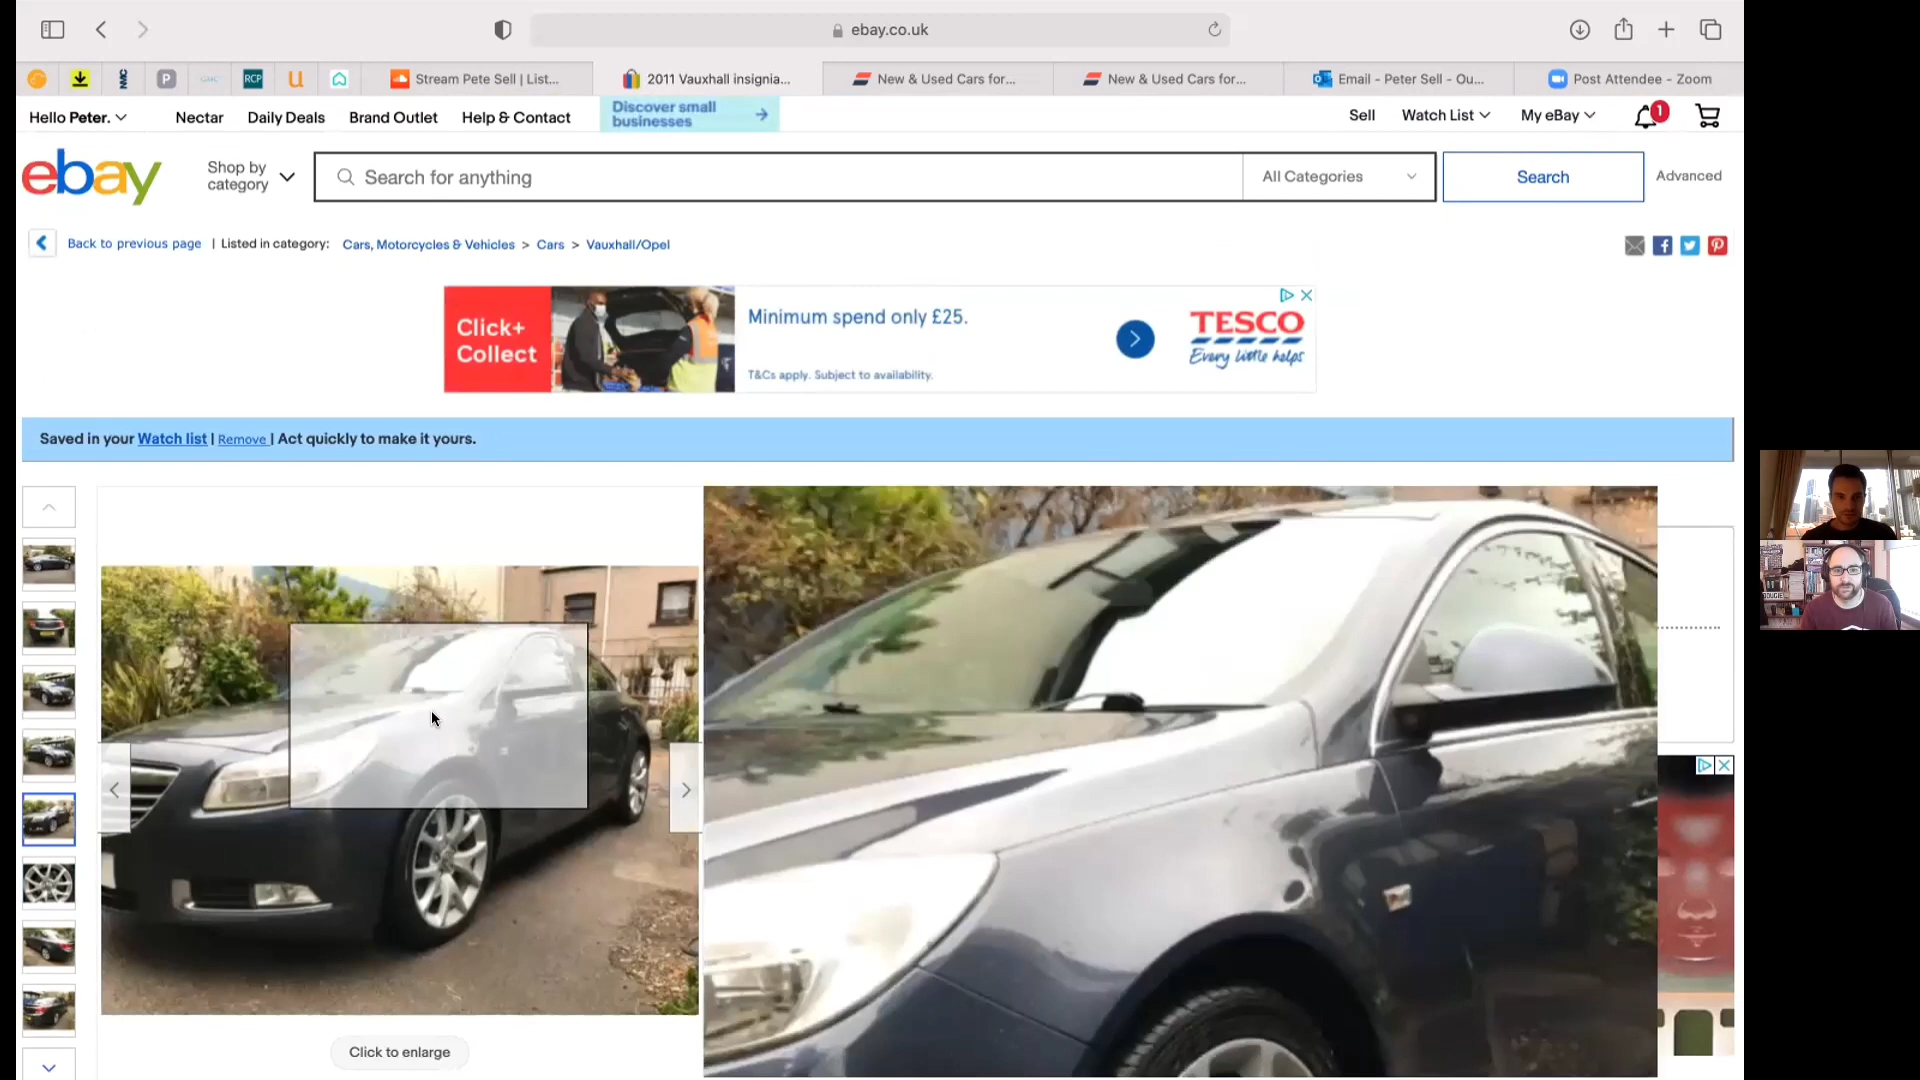 ebay.co.uk
Stream Pete Sell | List...
2011 Vauxhall insignia...
New & Used Cars for...
New & Used Cars for...
Email - Peter Sell - Ou...
Post Attendee - Zoom
NMC
P
GMC
RCP
Hello Peter.
Nectar
Daily Deals
Brand Outlet
Help & Contact
Discover small
businesses
Sell
Watch List
My eBay
1
ebay
Shop by
category
Search for anything
All Categories
Search
Advanced
Back to previous page
| Listed in category:
Cars, Motorcycles & Vehicles > Cars > Vauxhall/Opel
Click+
Collect
Minimum spend only £25.
T&Cs apply. Subject to availability.
TESCO
Every little helps
Saved in your Watch list | Remove | Act quickly to make it yours.
Click to enlarge